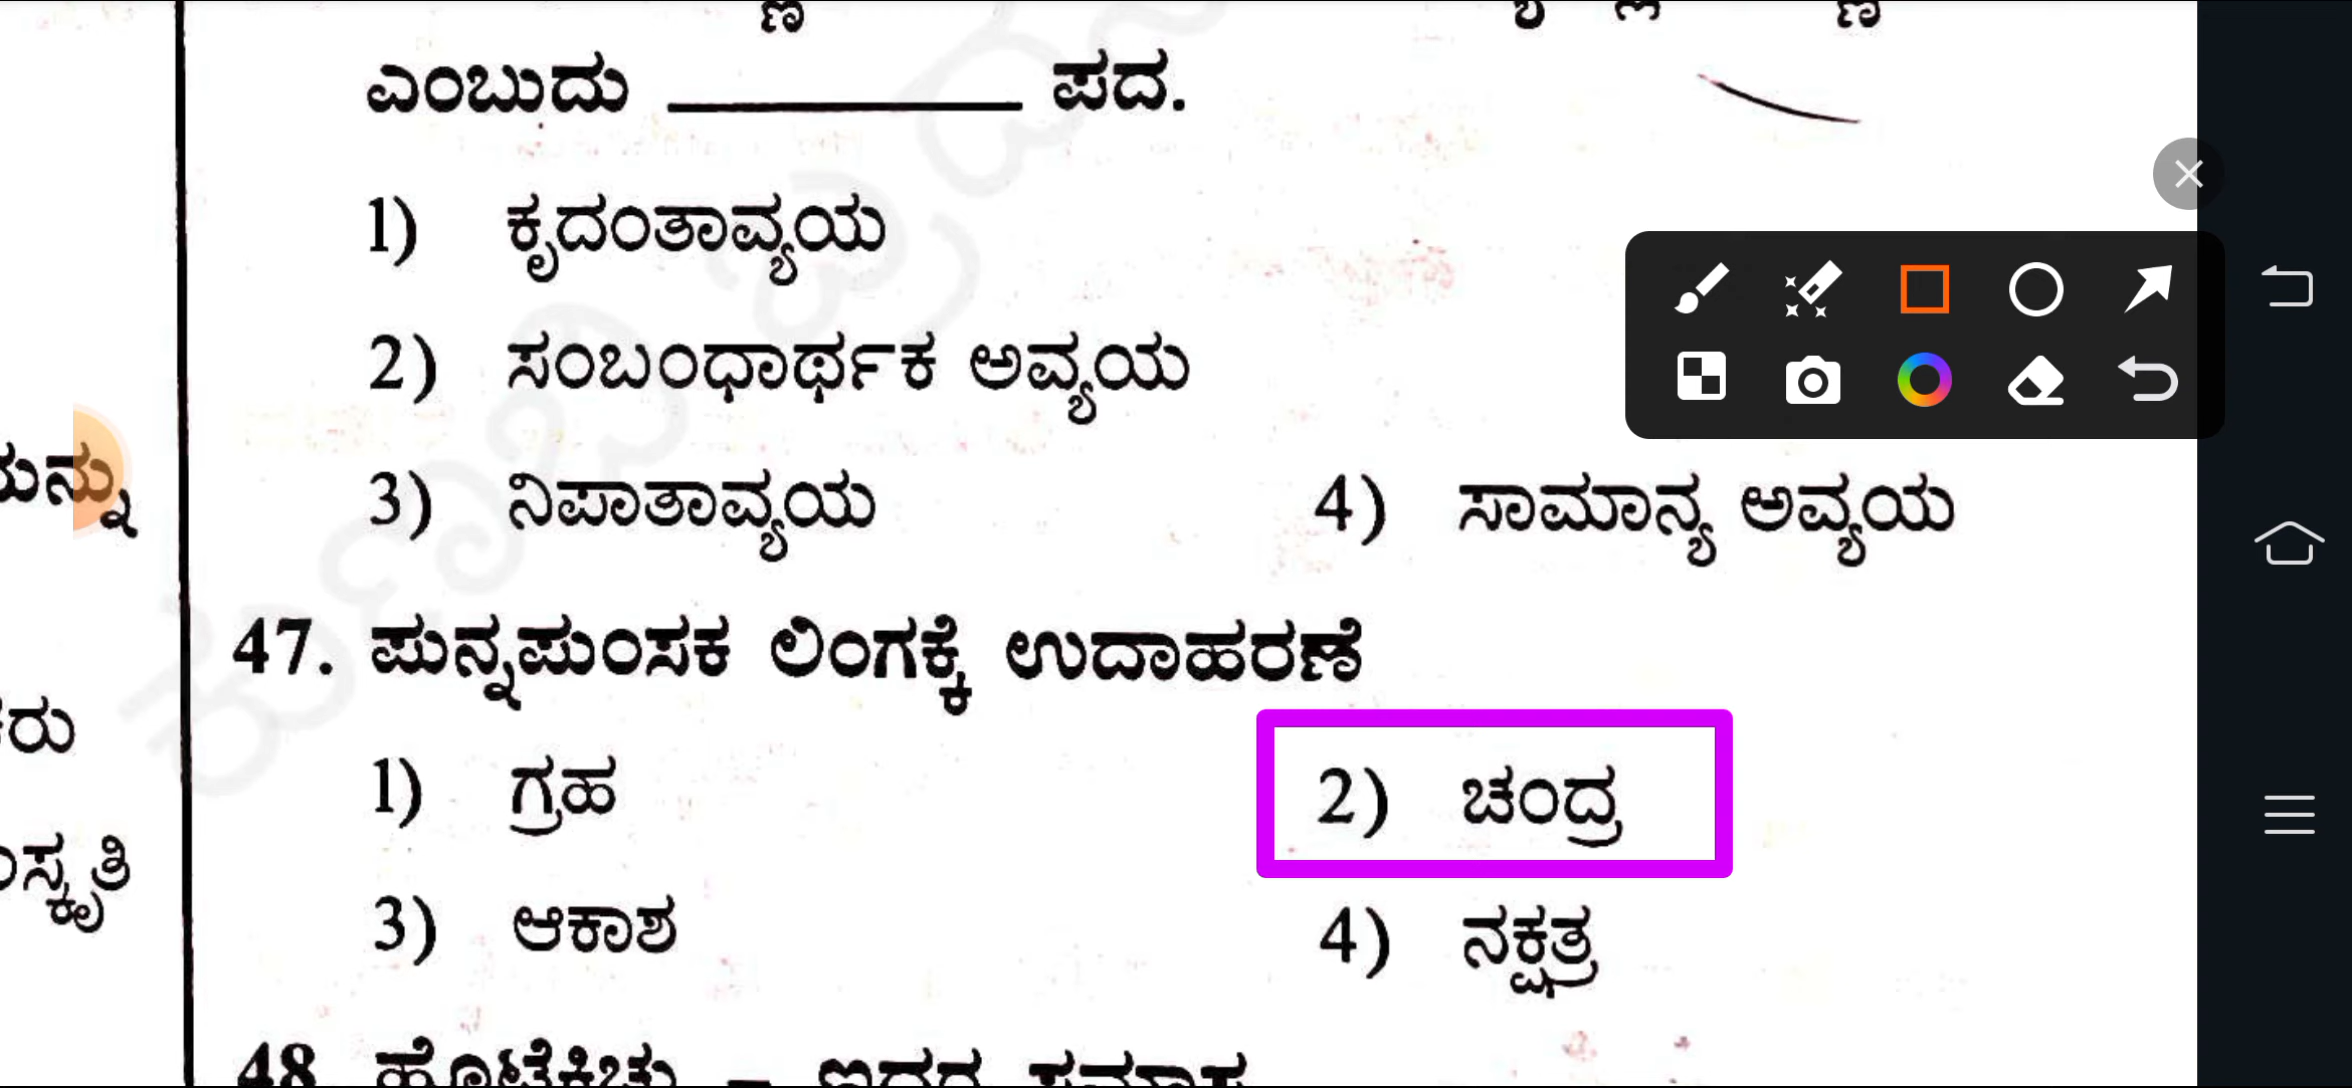 ಎಂಬುದು __________ ಪದ.
1) ಕೃದಂತಾವ್ಯಯ
2) ಸಂಬಂಧಾರ್ಥಕ ಅವ್ಯಯ
3) ನಿಪಾತಾವ್ಯಯ 4) ಸಾಮಾನ್ಯ ಅವ್ಯಯ
47. ಪುನ್ನಪುಂಸಕ ಲಿಂಗಕ್ಕೆ ಉದಾಹರಣೆ
1) ಗ್ರಹ 2) ಚಂದ್ರ
3) ಆಕಾಶ 4) ನಕ್ಷತ್ರ
48.